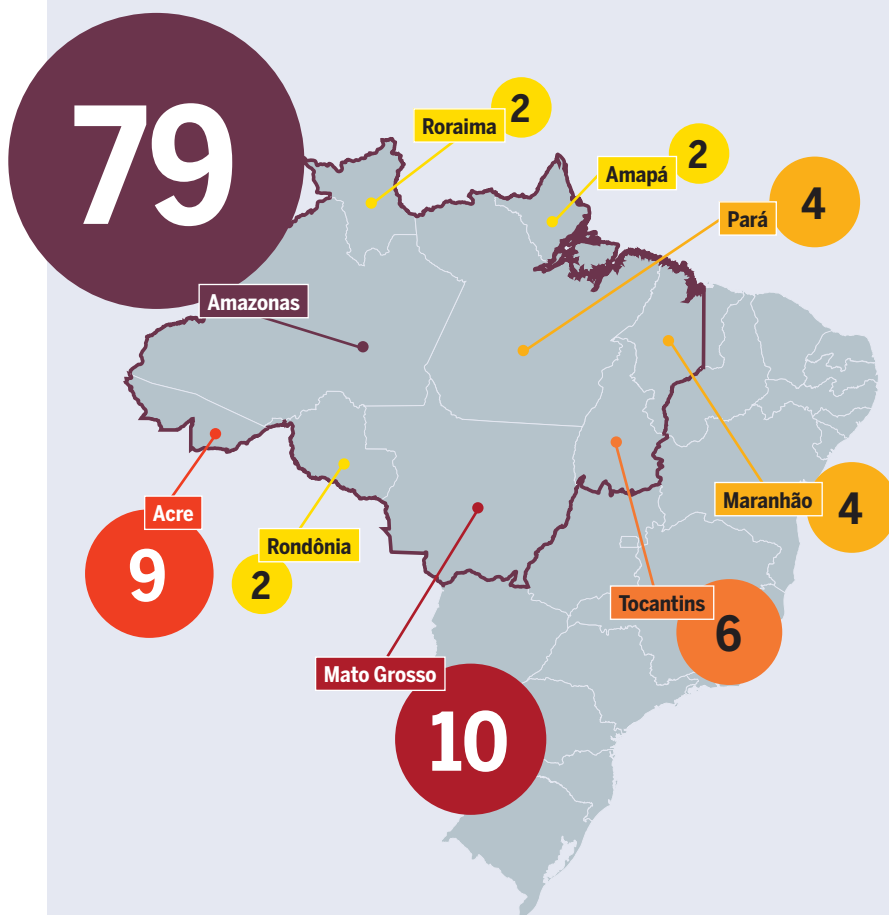 79
Roraima
2
Amapá
2
Pará
4
Amazonas
Maranhão
4
Acre
9
Rondônia
2
Tocantins
6
Mato Grosso
10